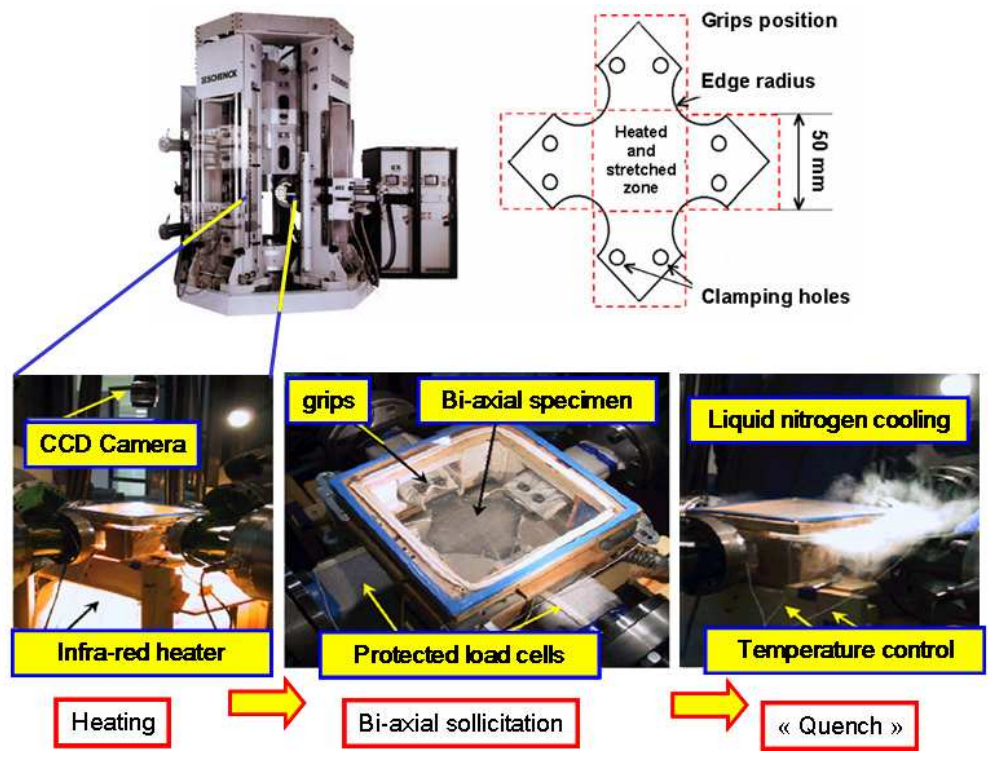 SCHENCK
Grips position
Edge radius
Heated
and
stretched
zone
50 mm
Clamping holes
CCD Camera
grips
Bi-axial specimen
Liquid nitrogen cooling
Infra-red heater
Protected load cells
Temperature control
Heating
Bi-axial sollicitation
« Quench »